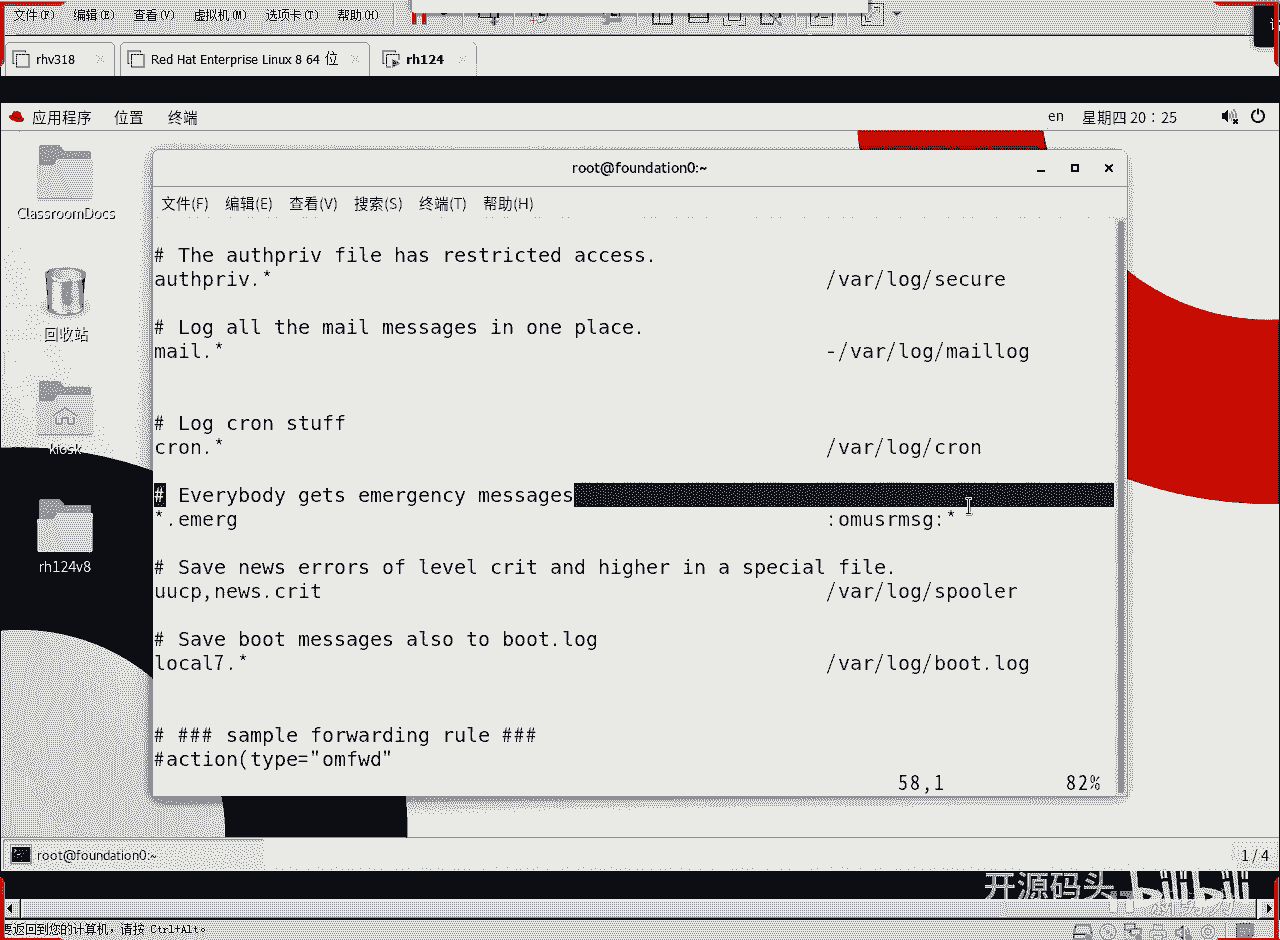 文件(F) 编辑(E) 查看(V) 虚拟机(M) 选项卡(T) 帮助(H)
rhv318 Red Hat Enterprise Linux 8 64 位 rh124
应用程序 位置 终端 en 星期四 20：25
ClassroomDocs
回收站
kiosk
rh124v8
root@foundation0:~
文件(F) 编辑(E) 查看(V) 搜索(S) 终端(T) 帮助(H)
# The authpriv file has restricted access.
authpriv.* /var/log/secure
# Log all the mail messages in one place.
mail.* -/var/log/maillog
# Log cron stuff
cron.* /var/log/cron
# Everybody gets emergency messages
*.emerg :omusrmsg:*
# Save news errors of level crit and higher in a special file.
uucp,news.crit /var/log/spooler
# Save boot messages also to boot.log
local7.* /var/log/boot.log
# ### sample forwarding rule ###
#action(type="omfwd"
58,1 82%
root@foundation0:~ 1 / 4
开源码头 bilibili
要返回到您的计算机，请按 Ctrl+Alt。